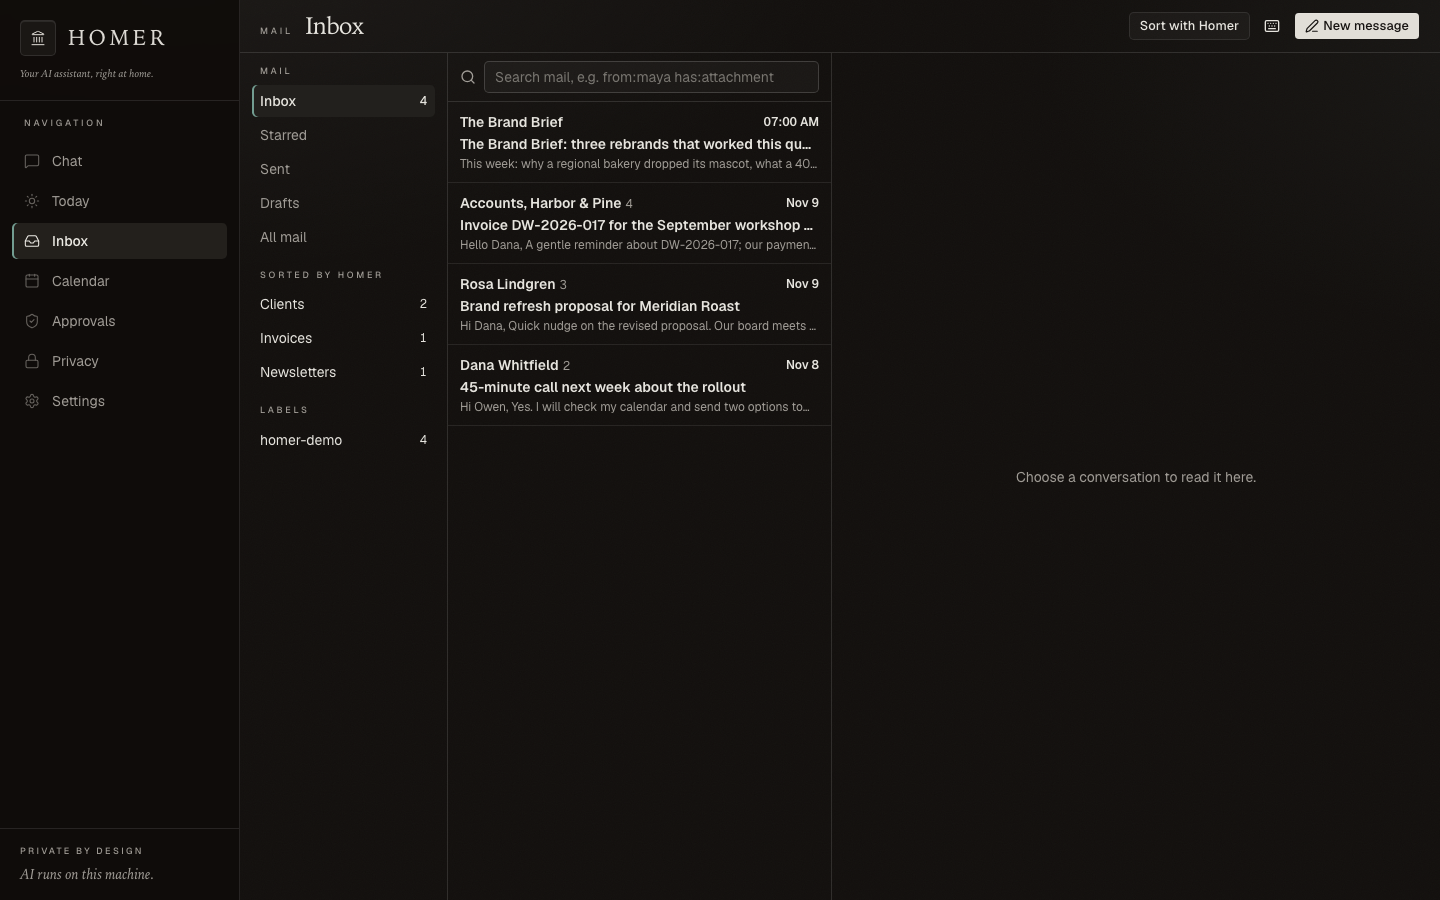 HOMER
Your AI assistant, right at home.
NAVIGATION
Chat
Today
Inbox
Calendar
Approvals
Privacy
Settings
PRIVATE BY DESIGN
AI runs on this machine.
MAIL Inbox
Sort with Homer
New message
MAIL
Inbox 4
Starred
Sent
Drafts
All mail
SORTED BY HOMER
Clients 2
Invoices 1
Newsletters 1
LABELS
homer-demo 4
Search mail, e.g. from:maya has:attachment
The Brand Brief 07:00 AM
The Brand Brief: three rebrands that worked this qu...
This week: why a regional bakery dropped its mascot, what a 40...
Accounts, Harbor & Pine 4 Nov 9
Invoice DW-2026-017 for the September workshop ...
Hello Dana, A gentle reminder about DW-2026-017; our paymen...
Rosa Lindgren 3 Nov 9
Brand refresh proposal for Meridian Roast
Hi Dana, Quick nudge on the revised proposal. Our board meets ...
Dana Whitfield 2 Nov 8
45-minute call next week about the rollout
Hi Owen, Yes. I will check my calendar and send two options to...
Choose a conversation to read it here.